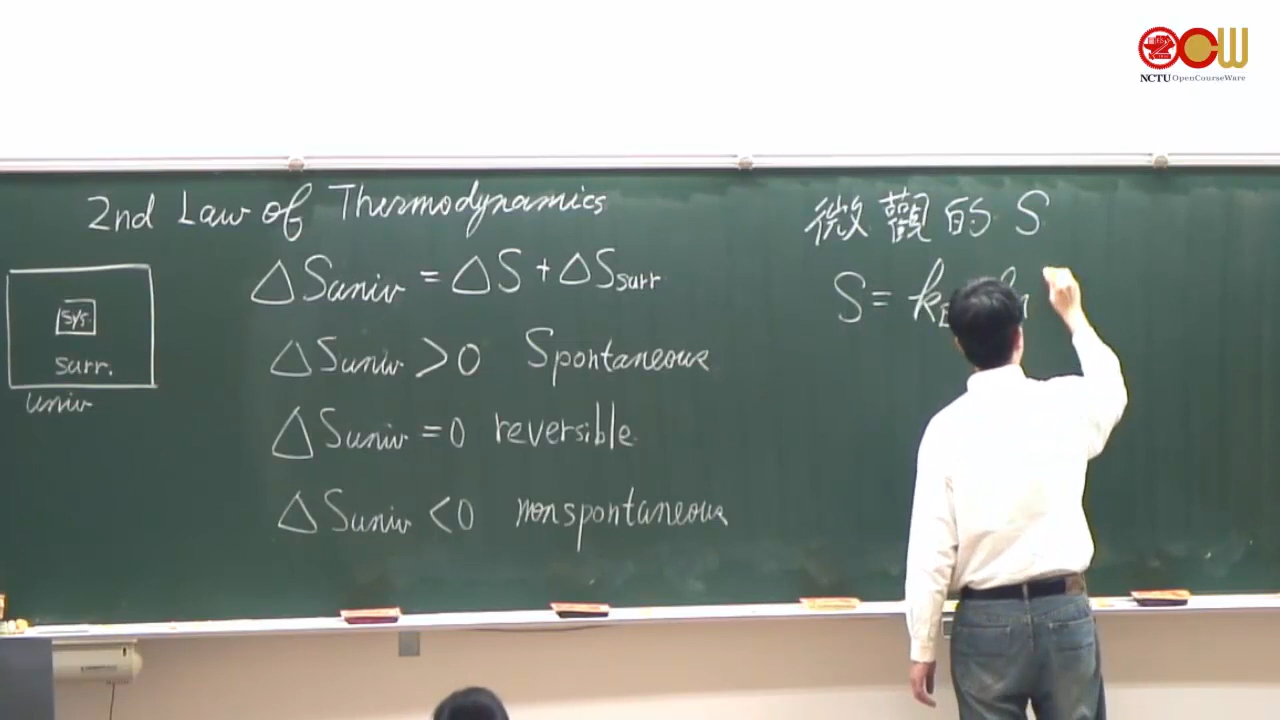 2nd Law of Thermodynamics
ΔSuniv = ΔS + ΔSsurr
ΔSuniv > 0 Spontaneous
ΔSuniv = 0 reversible
ΔSuniv < 0 nonspontaneous
sys.
surr.
univ
微觀的 S
S = k
OCW
NCTU OpenCourseWare